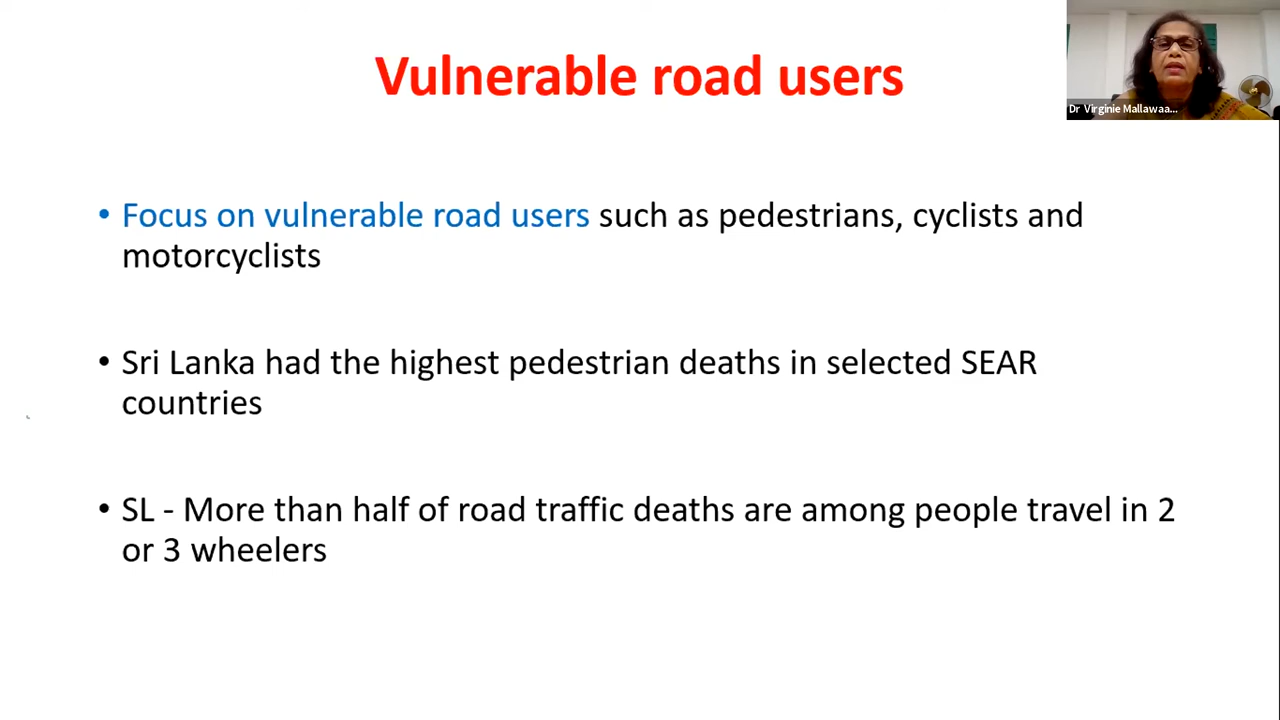 Vulnerable road users
Dr Virginie Mallawaa...
• Focus on vulnerable road users such as pedestrians, cyclists and
motorcyclists
• Sri Lanka had the highest pedestrian deaths in selected SEAR
countries
• SL - More than half of road traffic deaths are among people travel in 2
or 3 wheelers